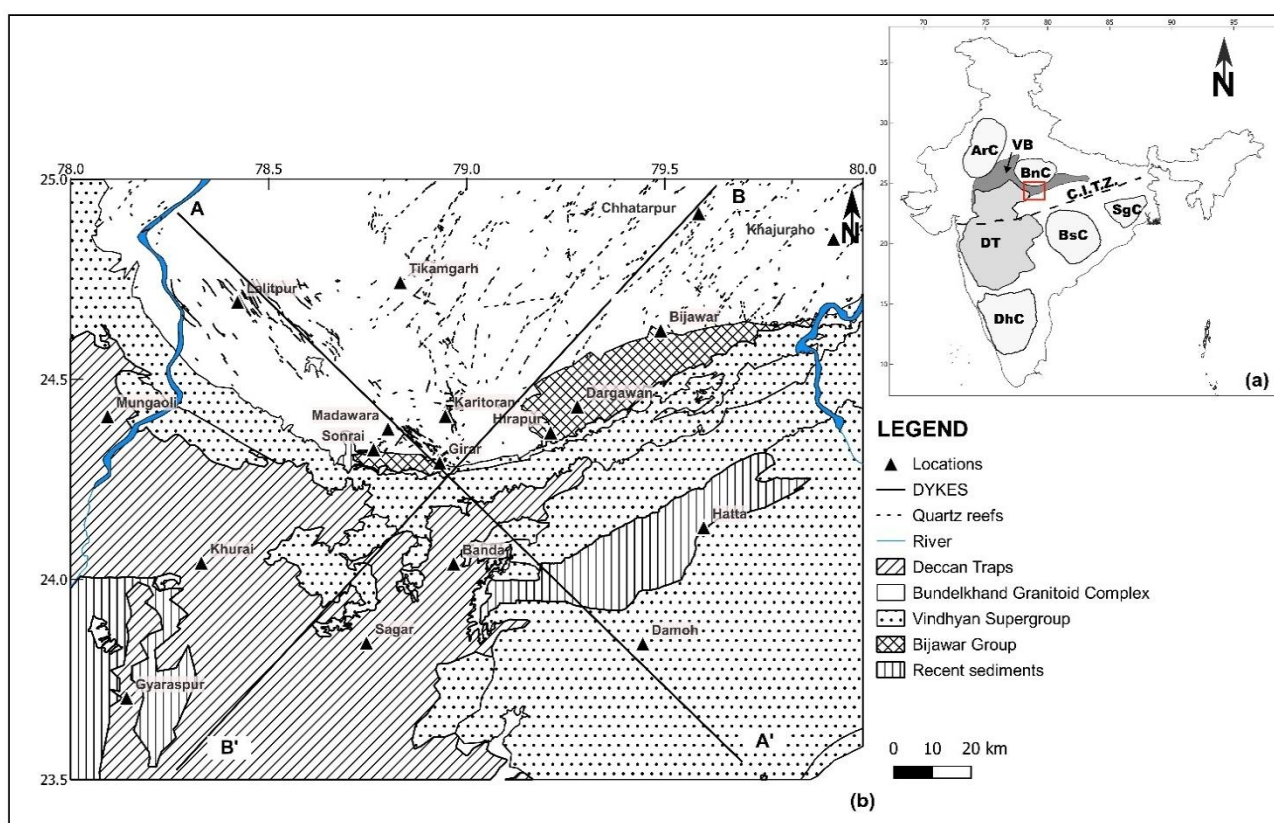 78.0 78.5 79.0 79.5 80.0
25.0
24.5
24.0
23.5
A
B
N
Chhatarpur
Khajuraho
Tikamgarh
Lalitpur
Bijawar
Dargawan
Mungaoli
Karitoran
Madawara
Hirapur
Sonrai
Girar
Hatta
Khurai
Banda
Sagar
Damoh
Gyaraspur
B'
A'
(b)
70 75 80 85 90 95
35
30
25
20
15
10
N
ArC
VB
BnC
C.I.T.Z.
SgC
DT
BsC
DhC
(a)
LEGEND
Locations
DYKES
Quartz reefs
River
Deccan Traps
Bundelkhand Granitoid Complex
Vindhyan Supergroup
Bijawar Group
Recent sediments
0 10 20 km